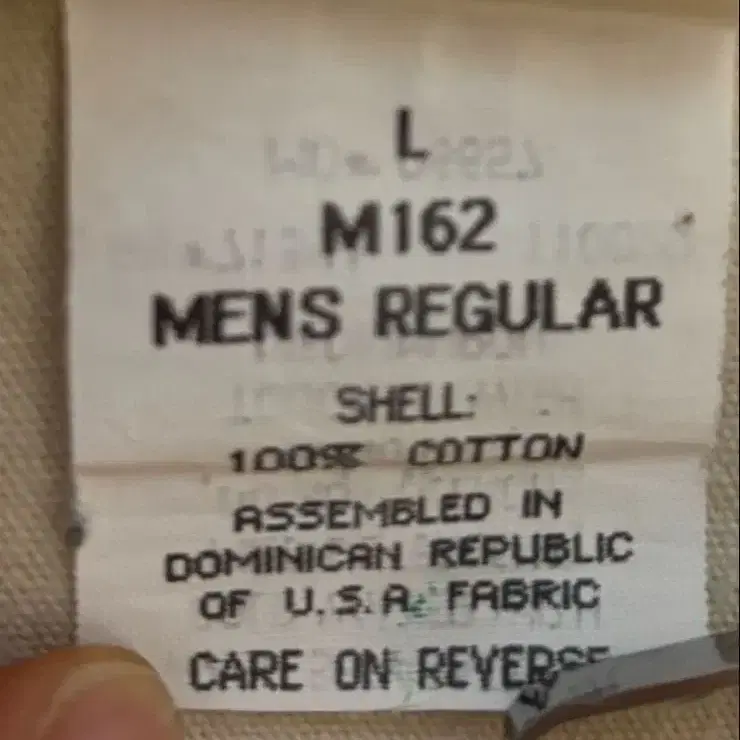 L
M162
MENS REGULAR
SHELL:
100% COTTON
ASSEMBLED IN
DOMINICAN REPUBLIC
OF U.S.A. FABRIC
CARE ON REVERSE